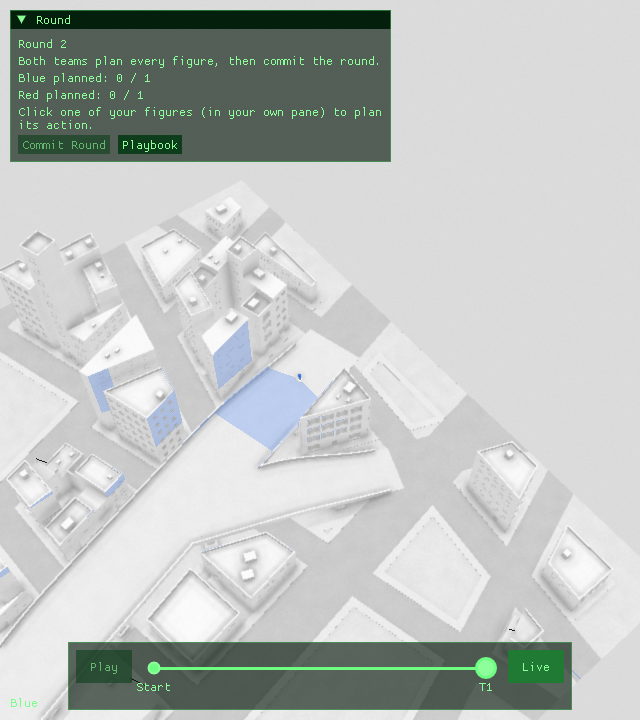 Round
Round 2
Both teams plan every figure, then commit the round.
Blue planned: 0 / 1
Red planned: 0 / 1
Click one of your figures (in your own pane) to plan
its action.
Commit Round Playbook
Play
Start
T1
Live
Blue